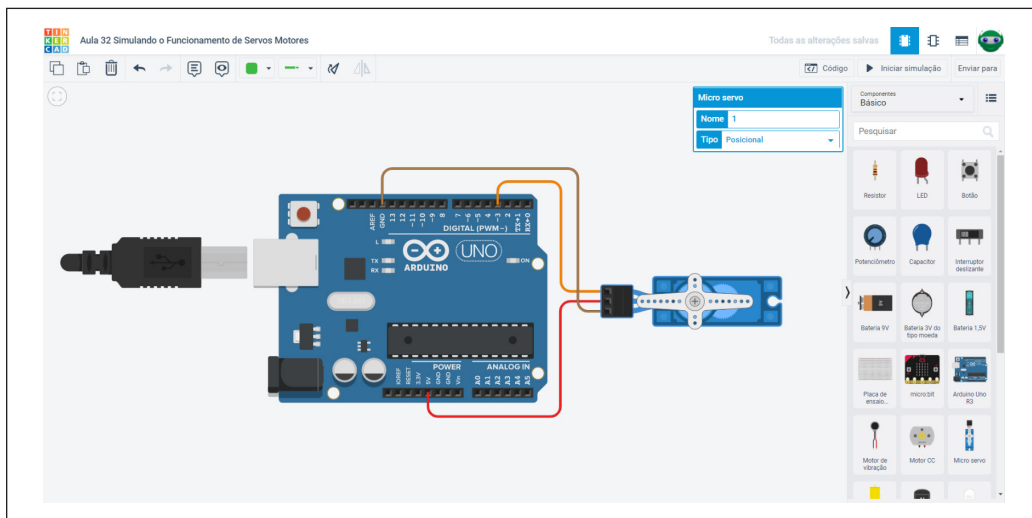 TIN
KER
CAD
Aula 32 Simulando o Funcionamento de Servos Motores
Todas as alterações salvas
Código
Iniciar simulação
Enviar para
Micro servo
Nome 1
Tipo Posicional
Componentes
Básico
Pesquisar
Resistor
LED
Botão
Potenciômetro
Capacitor
Interruptor
deslizante
Bateria 9V
Bateria 3V do
tipo moeda
Bateria 1,5V
Placa de
ensaio...
micro:bit
Arduino Uno
R3
Motor de
vibração
Motor CC
Micro servo
AREF
GND
13
12
~11
~10
~9
8
7
~6
~5
4
~3
2
TX→1
RX←0
DIGITAL (PWM~)
L
TX
RX
UNO
ARDUINO
ON
POWER
ANALOG IN
IOREF
RESET
3.3V
5V
GND
GND
Vin
A0
A1
A2
A3
A4
A5